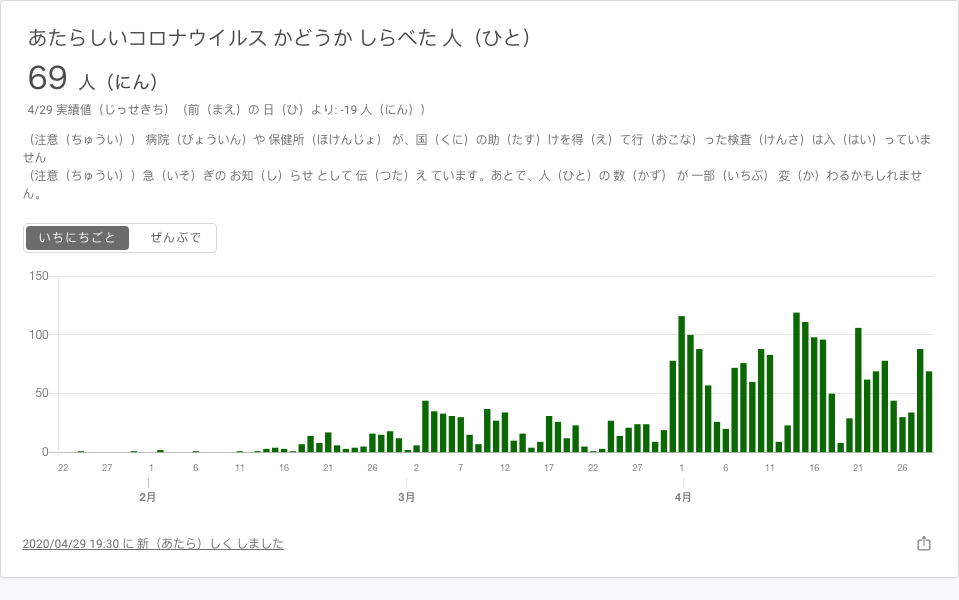 あたらしいコロナウイルス かどうか しらべた 人（ひと）
69 人（にん）
4/29 実績値（じっせきち）（前（まえ）の 日（ひ）より: -19 人（にん））
（注意（ちゅうい）） 病院（びょういん）や 保健所（ほけんじょ） が、国（くに）の助（たす）けを得（え）て行（おこな）った検査（けんさ）は入（はい）っていま
せん
（注意（ちゅうい））急（いそ）ぎの お知（し）らせ として 伝（つた）え ています。あとで、人（ひと）の 数（かず） が 一部（いちぶ） 変（か）わるかもしれませ
ん。
いちにちごと ぜんぶで
150
100
50
0
22 27 1 6 11 16 21 26 2 7 12 17 22 27 1 6 11 16 21 26
2月 3月 4月
2020/04/29 19:30 に 新（あたら）しく しました